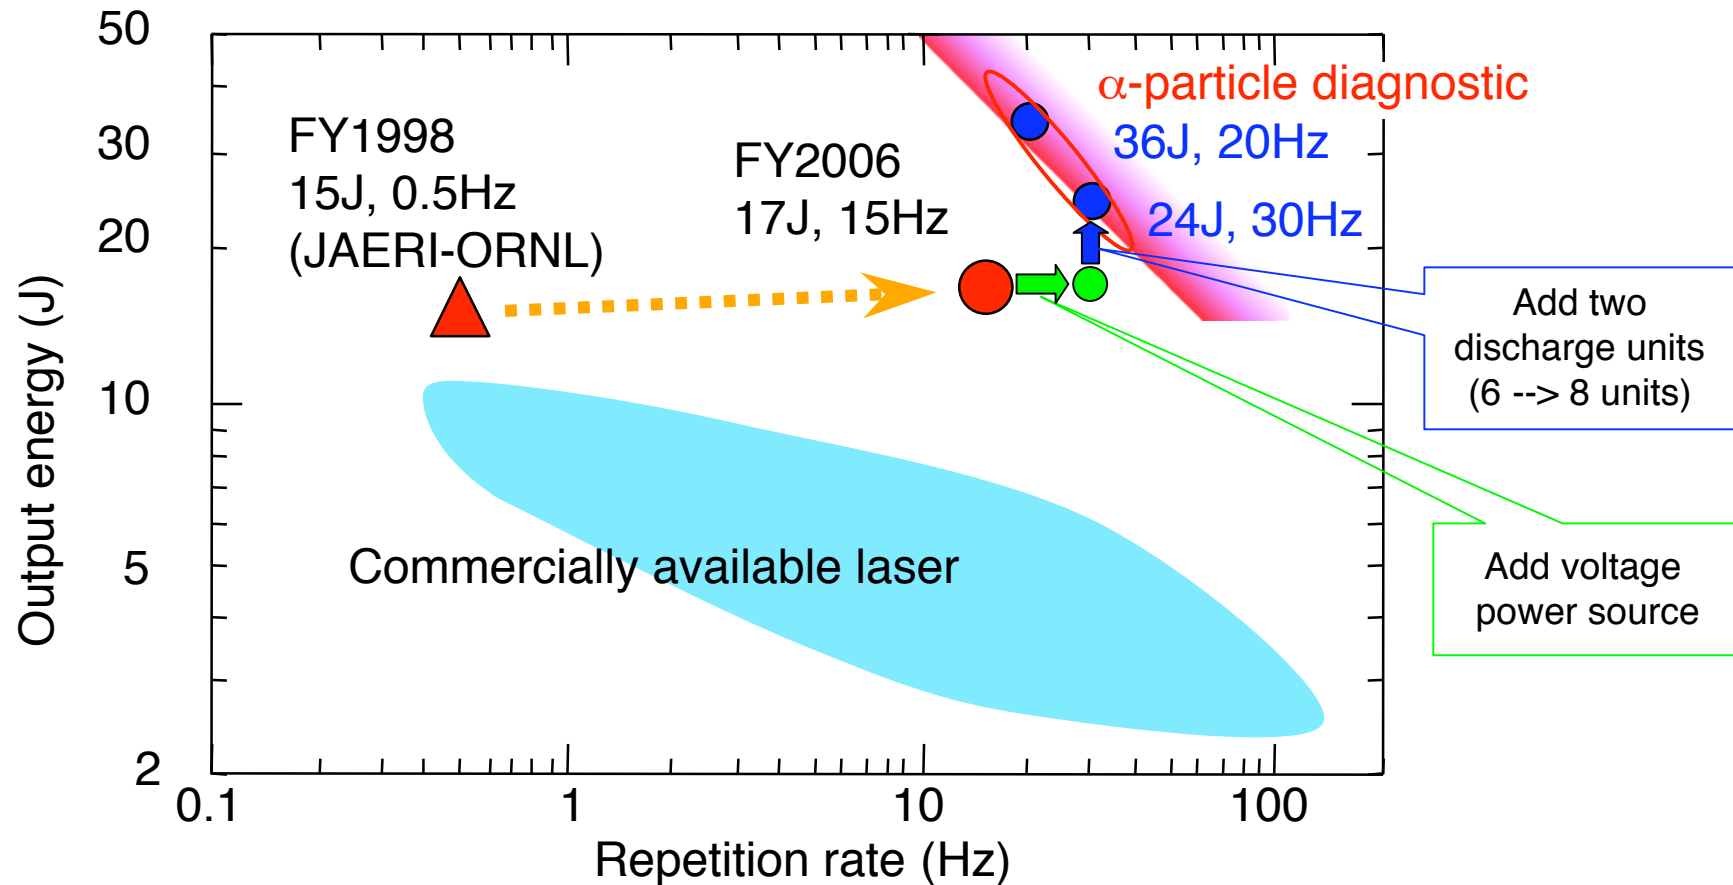 50
30
20
10
5
2
Output energy (J)
0.1
1
10
100
Repetition rate (Hz)
FY1998
15J, 0.5Hz
(JAERI-ORNL)
FY2006
17J, 15Hz
α-particle diagnostic
36J, 20Hz
24J, 30Hz
Commercially available laser
Add two
discharge units
(6 --> 8 units)
Add voltage
power source